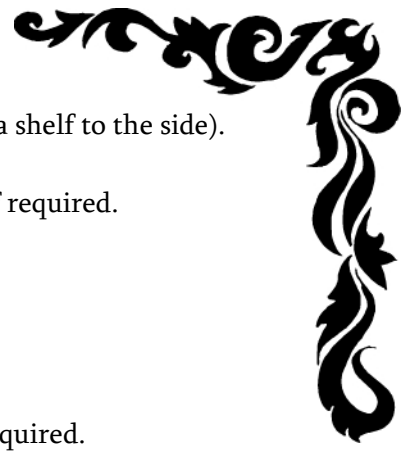 a shelf to the side).
required.
quired.